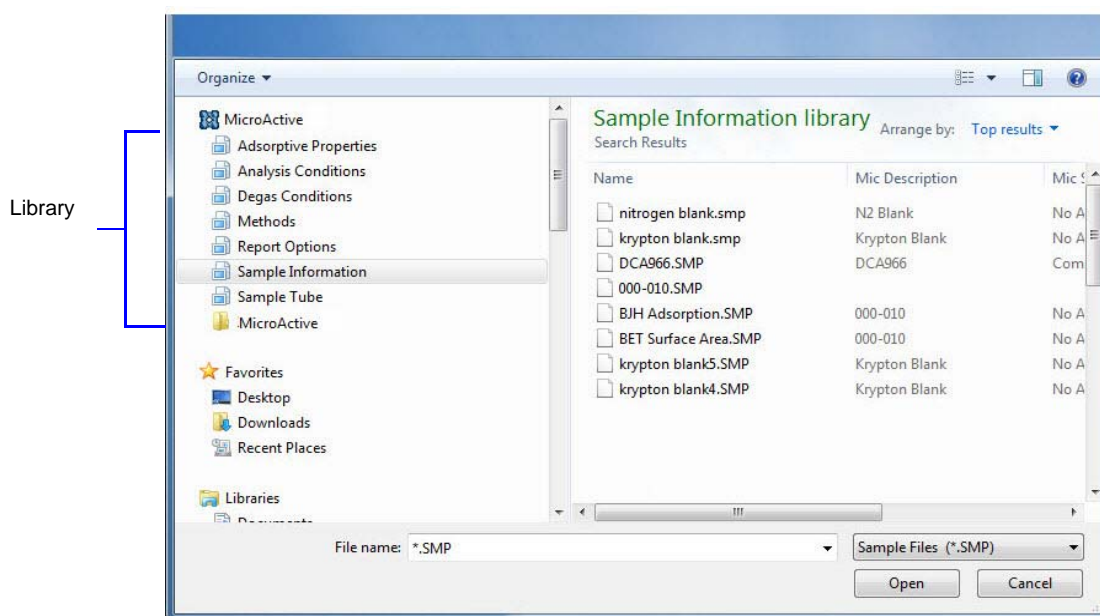 Library
Organize
MicroActive
Adsorptive Properties
Analysis Conditions
Degas Conditions
Methods
Report Options
Sample Information
Sample Tube
MicroActive
Favorites
Desktop
Downloads
Recent Places
Libraries
Documents
Sample Information library
Search Results
Arrange by: Top results
Name Mic Description Mic S
nitrogen blank.smp N2 Blank No A
krypton blank.smp Krypton Blank No A
DCA966.SMP DCA966 Com
000-010.SMP
BJH Adsorption.SMP 000-010 No A
BET Surface Area.SMP 000-010 No A
krypton blank5.SMP Krypton Blank No A
krypton blank4.SMP Krypton Blank No A
File name: *.SMP Sample Files (*.SMP)
Open Cancel